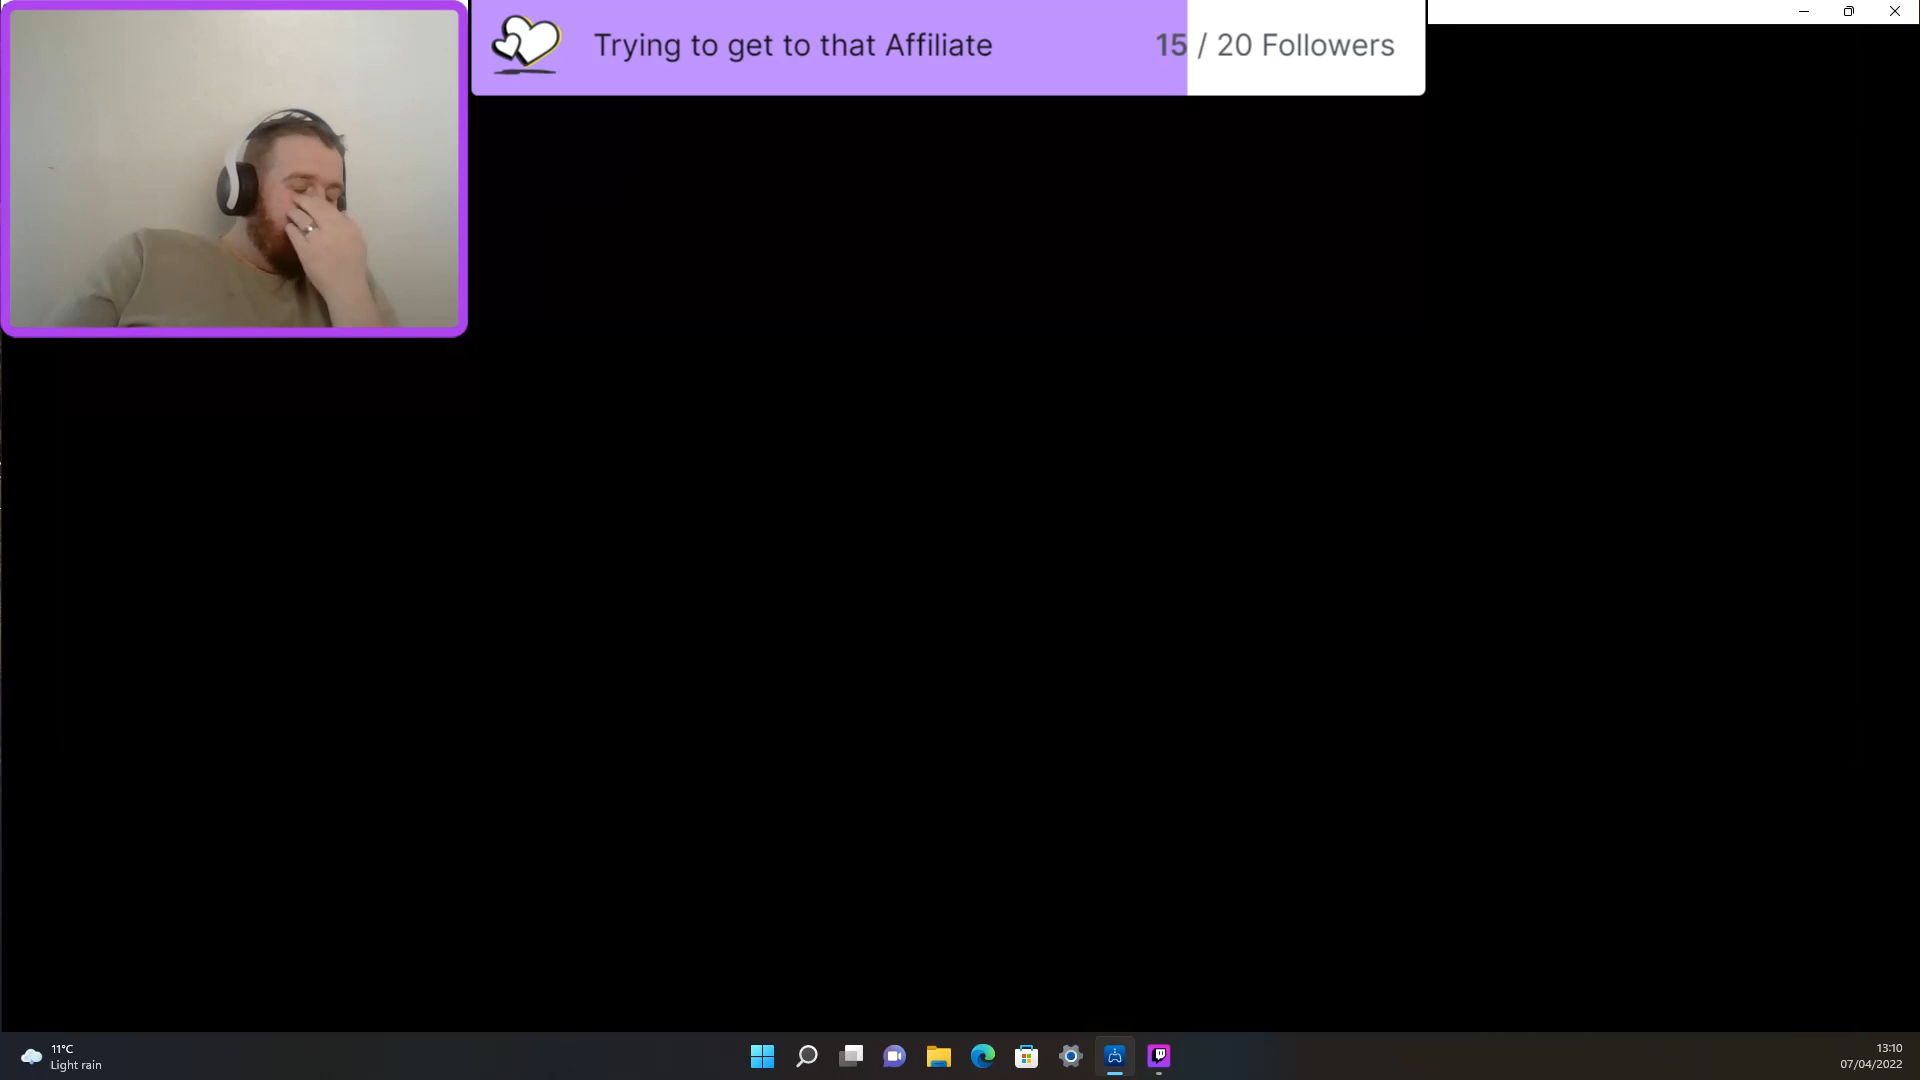 Trying to get to that Affiliate 15 / 20 Followers
11°C
Light rain
13:10
07/04/2022